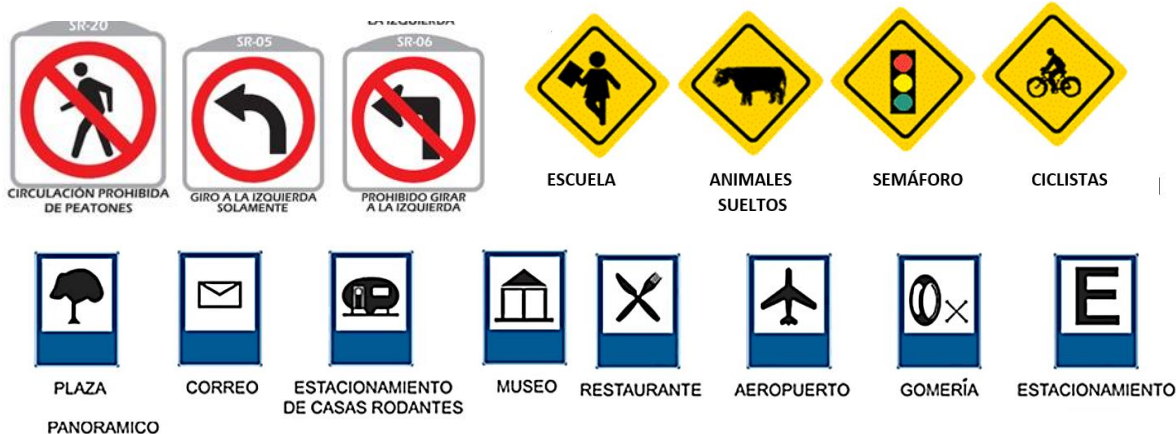 SR-20
LA IZQUIERDA
SR-05
SR-06
CIRCULACIÓN PROHIBIDA
DE PEATONES
GIRO A LA IZQUIERDA
SOLAMENTE
PROHIBIDO GIRAR
A LA IZQUIERDA
ESCUELA
ANIMALES
SUELTOS
SEMÁFORO
CICLISTAS
E
PLAZA
CORREO
ESTACIONAMIENTO
DE CASAS RODANTES
MUSEO
RESTAURANTE
AEROPUERTO
GOMERÍA
ESTACIONAMIENTO
PANORAMICO